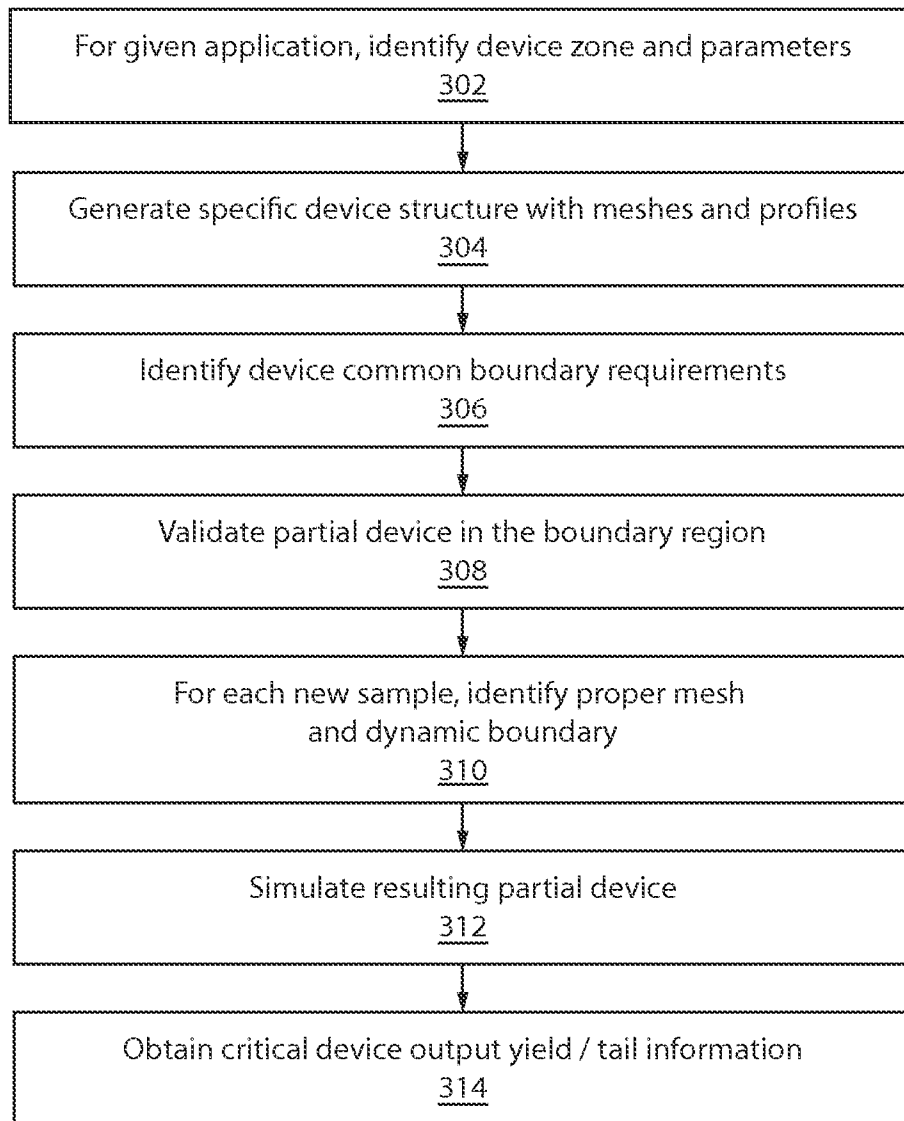 For given application, identify device zone and parameters
302
Generate specific device structure with meshes and profiles
304
Identify device common boundary requirements
306
Validate partial device in the boundary region
308
For each new sample, identify proper mesh
and dynamic boundary
310
Simulate resulting partial device
312
Obtain critical device output yield / tail information
314